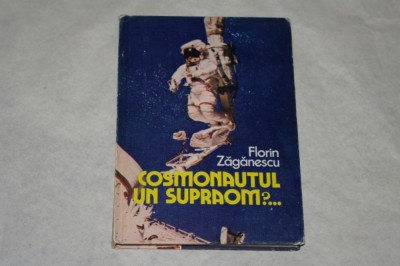 Florin
Zăgănescu
COSMONAUTUL
UN SUPRAOM?...